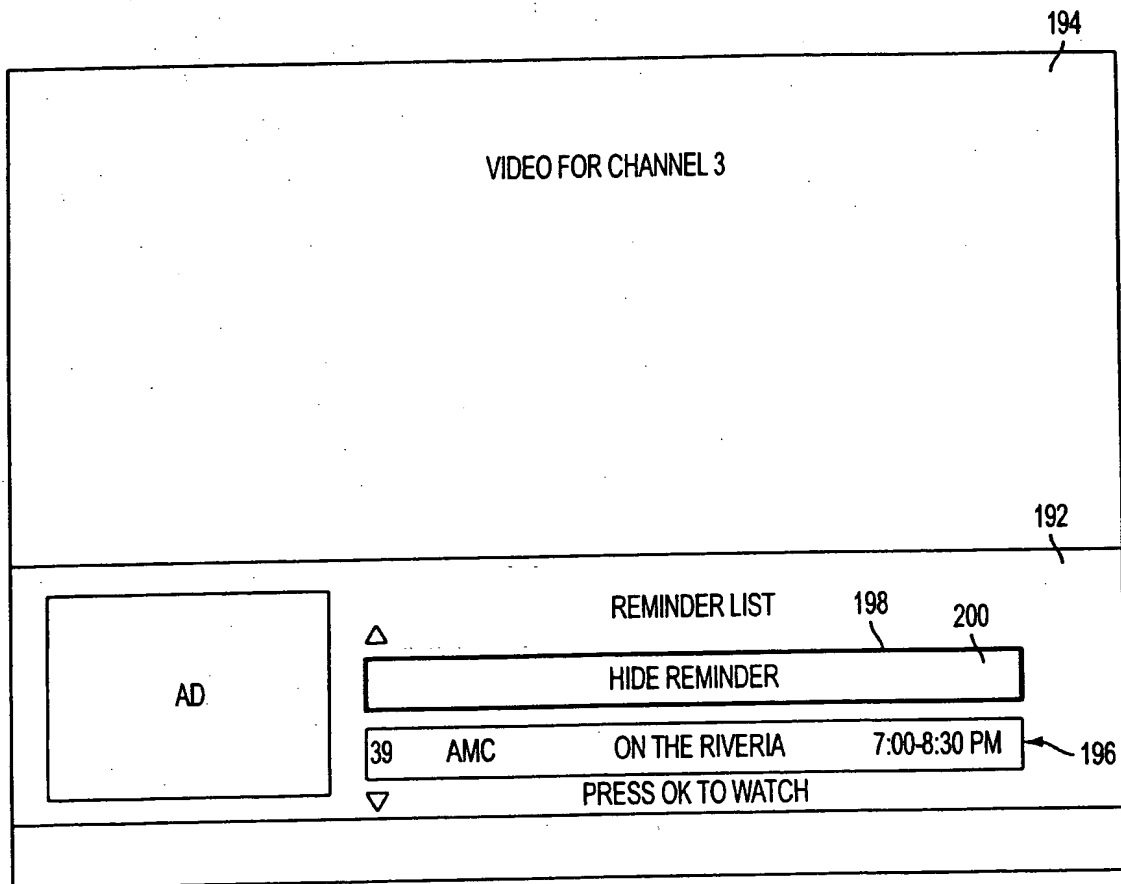 194
VIDEO FOR CHANNEL 3
192
REMINDER LIST
198
200
HIDE REMINDER
AD
39 AMC ON THE RIVERIA 7:00-8:30 PM
196
PRESS OK TO WATCH